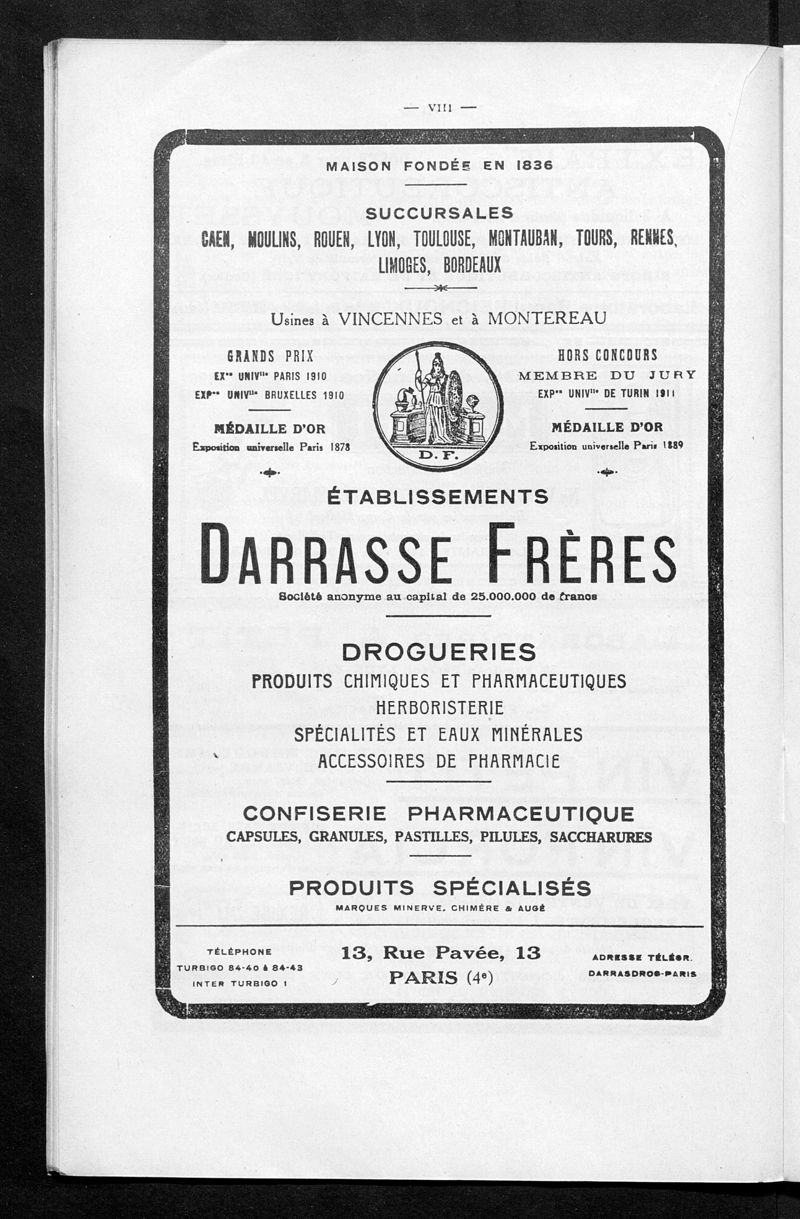 — VIII —
MAISON FONDÉE EN 1836
SUCCURSALES
CAEN, MOULINS, ROUEN, LYON, TOULOUSE, MONTAUBAN, TOURS, RENNES,
LIMOGES, BORDEAUX
Usines à VINCENNES et à MONTEREAU
GRANDS PRIX
EXᵒⁿ UNIVˡˡᵉ PARIS 1910
EXPᵒⁿ UNIVˡˡᵉ BRUXELLES 1910
MÉDAILLE D'OR
Exposition universelle Paris 1878
D. F.
HORS CONCOURS
MEMBRE DU JURY
EXPᵒⁿ UNIVˡˡᵉ DE TURIN 1911
MÉDAILLE D'OR
Exposition universelle Paris 1889
ÉTABLISSEMENTS
DARRASSE FRÈRES
Société anonyme au capital de 25.000.000 de francs
DROGUERIES
PRODUITS CHIMIQUES ET PHARMACEUTIQUES
HERBORISTERIE
SPÉCIALITÉS ET EAUX MINÉRALES
ACCESSOIRES DE PHARMACIE
CONFISERIE PHARMACEUTIQUE
CAPSULES, GRANULES, PASTILLES, PILULES, SACCHARURES
PRODUITS SPÉCIALISÉS
MARQUES MINERVE, CHIMÈRE & AUGÉ
TÉLÉPHONE
TURBIGO 84-40 à 84-43
INTER TURBIGO 1
13, Rue Pavée, 13
PARIS (4ᵉ)
ADRESSE TÉLÉGR.
DARRASDROG-PARIS